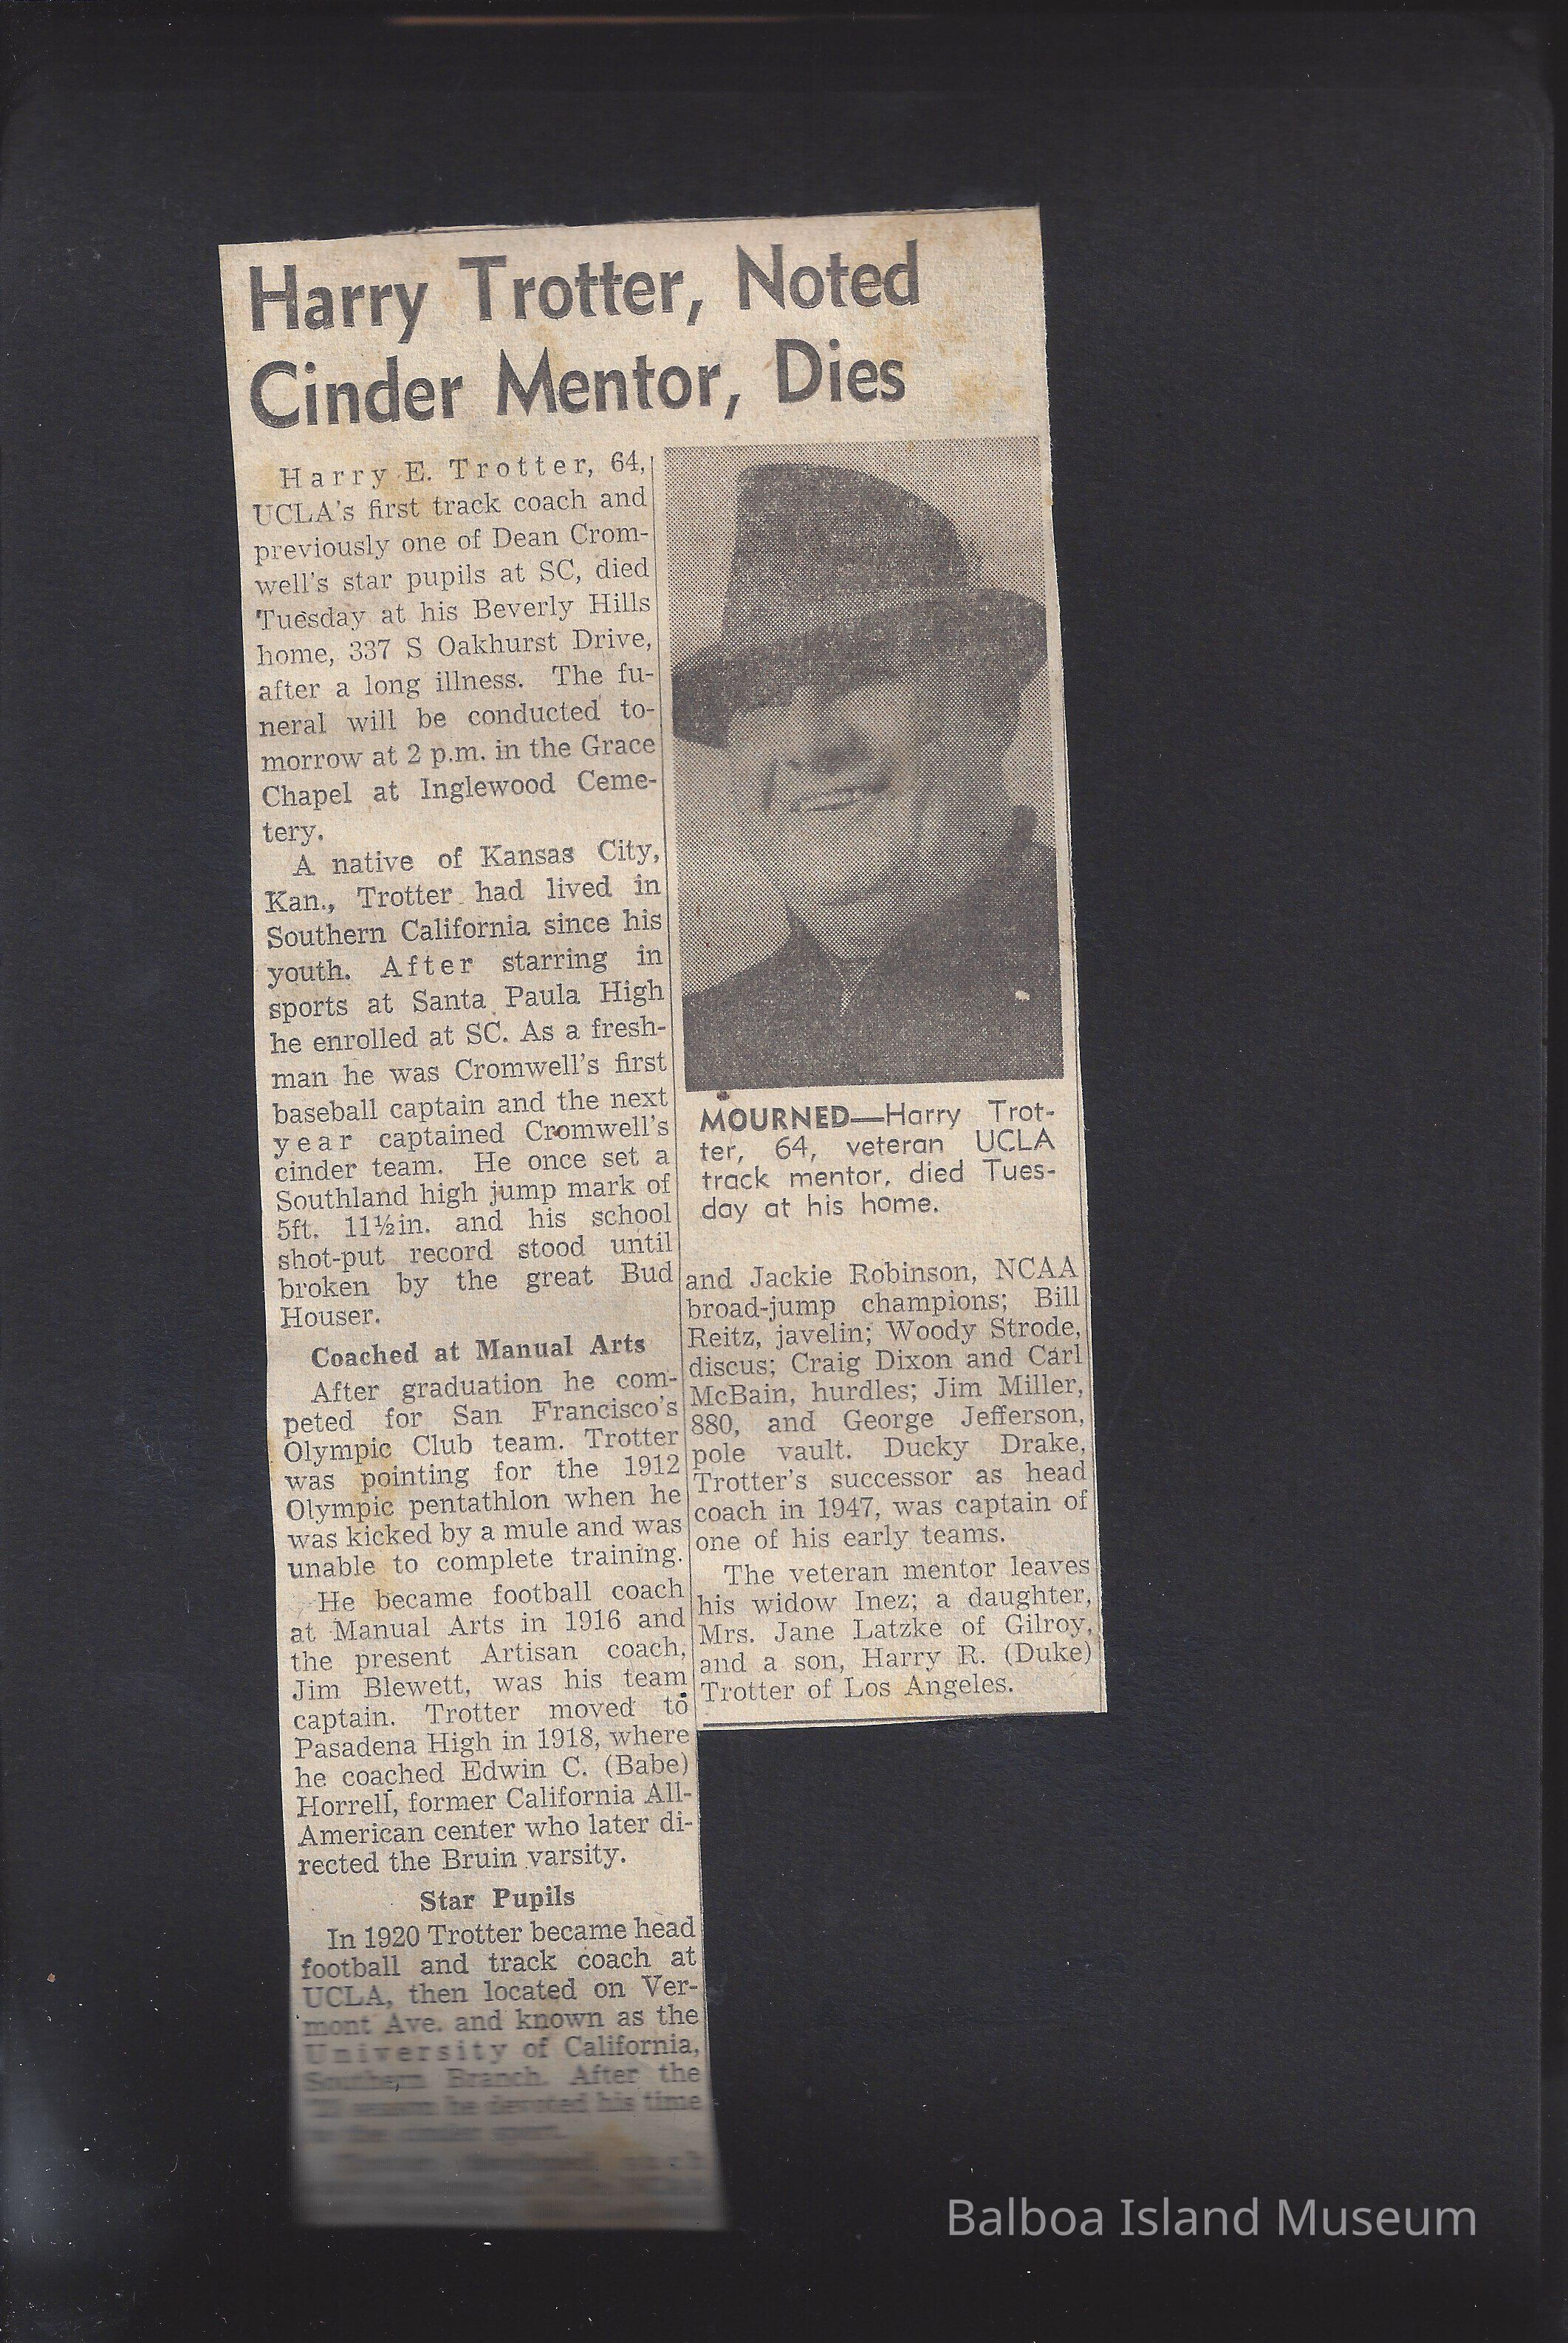 Harry Trotter, Noted
Cinder Mentor, Dies
Harry E. Trotter, 64,
UCLA's first track coach and
previously one of Dean Crom-
well's star pupils at SC, died
Tuesday at his Beverly Hills
home, 337 S Oakhurst Drive,
after a long illness. The fu-
neral will be conducted to-
morrow at 2 p.m. in the Grace
Chapel at Inglewood Ceme-
tery.
A native of Kansas City,
Kan., Trotter had lived in
Southern California since his
youth. After starring in
sports at Santa Paula High
he enrolled at SC. As a fresh-
man he was Cromwell's first
baseball captain and the next
year captained Cromwell's
cinder team. He once set a
Southland high jump mark of
5ft. 11½in. and his school
shot-put record stood until
broken by the great Bud
Houser.
Coached at Manual Arts
After graduation he com-
peted for San Francisco's
Olympic Club team. Trotter
was pointing for the 1912
Olympic pentathlon when he
was kicked by a mule and was
unable to complete training.
He became football coach
at Manual Arts in 1916 and
the present Artisan coach,
Jim Blewett, was his team
captain. Trotter moved to
Pasadena High in 1918, where
he coached Edwin C. (Babe)
Horrell, former California All-
American center who later di-
rected the Bruin varsity.
Star Pupils
In 1920 Trotter became head
football and track coach at
UCLA, then located on Ver-
mont Ave. and known as the
University of California,
Southern Branch. After the
season he devoted his time
the cinder sport.
MOURNED—Harry Trot-
ter, 64, veteran UCLA
track mentor, died Tues-
day at his home.
and Jackie Robinson, NCAA
broad-jump champions; Bill
Reitz, javelin; Woody Strode,
discus; Craig Dixon and Carl
McBain, hurdles; Jim Miller,
880, and George Jefferson,
pole vault. Ducky Drake,
Trotter's successor as head
coach in 1947, was captain of
one of his early teams.
The veteran mentor leaves
his widow Inez; a daughter,
Mrs. Jane Latzke of Gilroy,
and a son, Harry R. (Duke)
Trotter of Los Angeles.
Balboa Island Museum